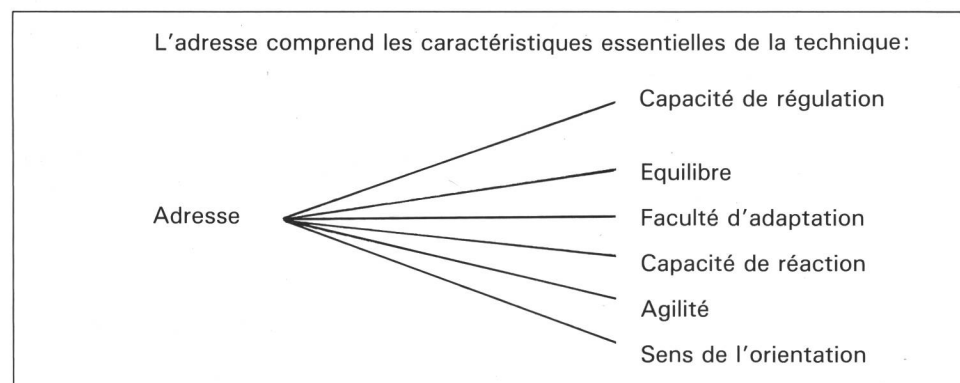 L'adresse comprend les caractéristiques essentielles de la technique:
Capacité de régulation
Equilibre
Adresse
Faculté d'adaptation
Capacité de réaction
Agilité
Sens de l'orientation